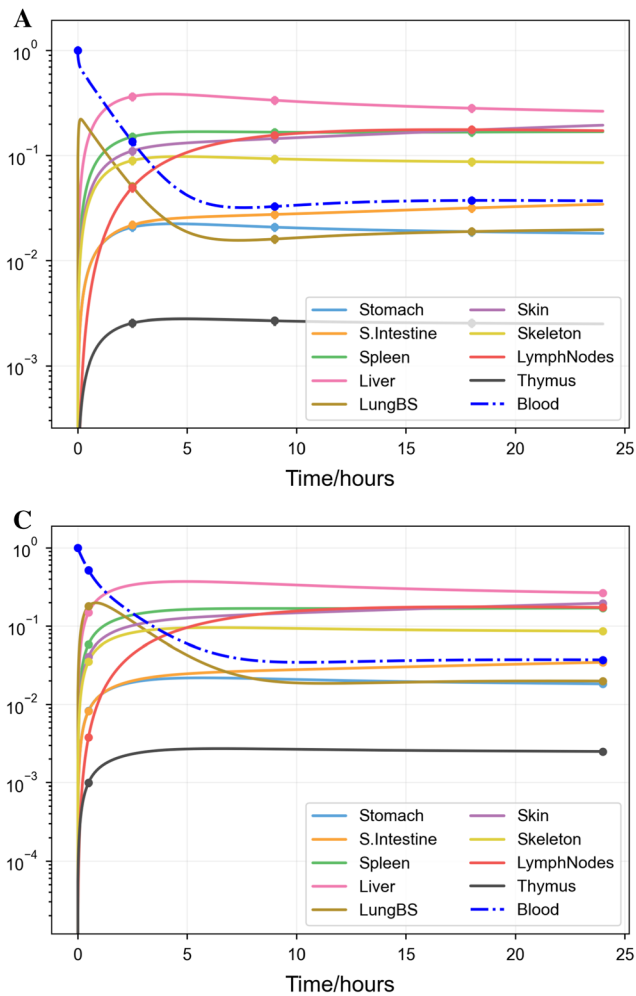 A
10⁰
10⁻¹
10⁻²
10⁻³
Stomach
S.Intestine
Spleen
Liver
LungBS
Skin
Skeleton
LymphNodes
Thymus
Blood
0 5 10 15 20 25
Time/hours
C
10⁰
10⁻¹
10⁻²
10⁻³
10⁻⁴
Stomach
S.Intestine
Spleen
Liver
LungBS
Skin
Skeleton
LymphNodes
Thymus
Blood
0 5 10 15 20 25
Time/hours